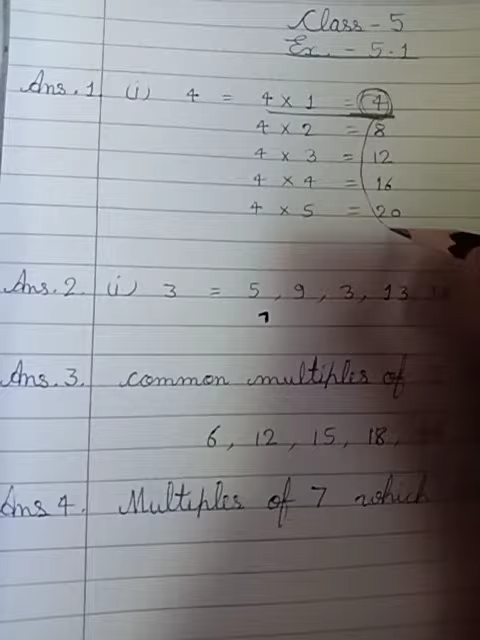 Class - 5
Ex. - 5.1
Ans. 1 (i) 4 = 4 x 1 = 4
4 x 2 = 8
4 x 3 = 12
4 x 4 = 16
4 x 5 = 20
Ans. 2. (i) 3 = 5, 9, 3, 13
Ans. 3. common multiples of
6, 12, 15, 18,
Ans 4. Multiples of 7 which